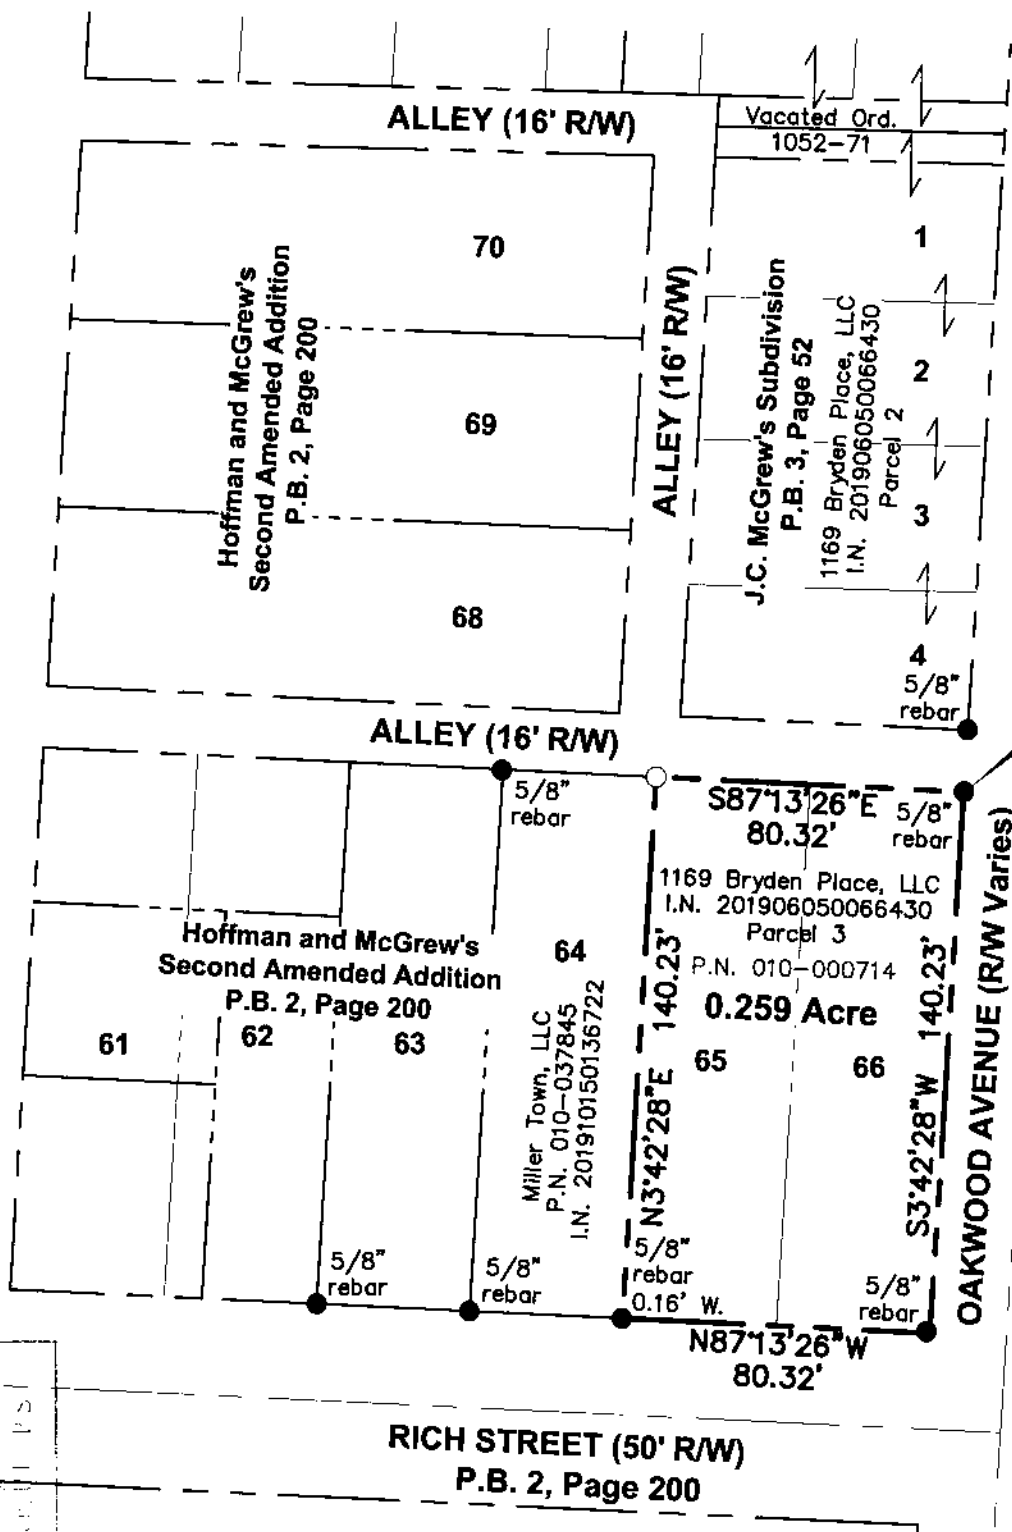 ALLEY (16' R/W)
Vacated Ord.
1052-71
70
1
Hoffman and McGrew's
Second Amended Addition
P.B. 2, Page 200
ALLEY (16' R/W)
J.C. McGrew's Subdivision
P.B. 3, Page 52
1169 Bryden Place, LLC
I.N. 201906050066430
Parcel 2
2
69
3
68
4
5/8"
rebar
ALLEY (16' R/W)
5/8"
rebar
S87°13'26"E
80.32'
5/8"
rebar
1169 Bryden Place, LLC
I.N. 201906050066430
Parcel 3
P.N. 010-000714
0.259 Acre
Hoffman and McGrew's
Second Amended Addition
P.B. 2, Page 200
64
61
62
63
65
66
Miller Town, LLC
P.N. 010-037845
I.N. 201910150136722
N3°42'28"E 140.23'
S3°42'28"W 140.23'
OAKWOOD AVENUE (R/W Varies)
5/8"
rebar
5/8"
rebar
5/8"
rebar
0.16' W.
5/8"
rebar
N87°13'26"W
80.32'
RICH STREET (50' R/W)
P.B. 2, Page 200